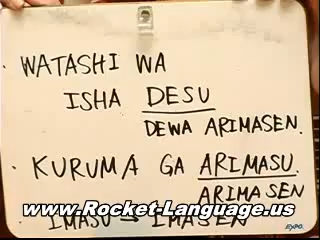 · WATASHI WA
ISHA DESU
DEWA ARIMASEN.
· KURUMA GA ARIMASU.
ARIMASEN
www.Rocket-Language.us
IMASU → IMASEN
EXPO.